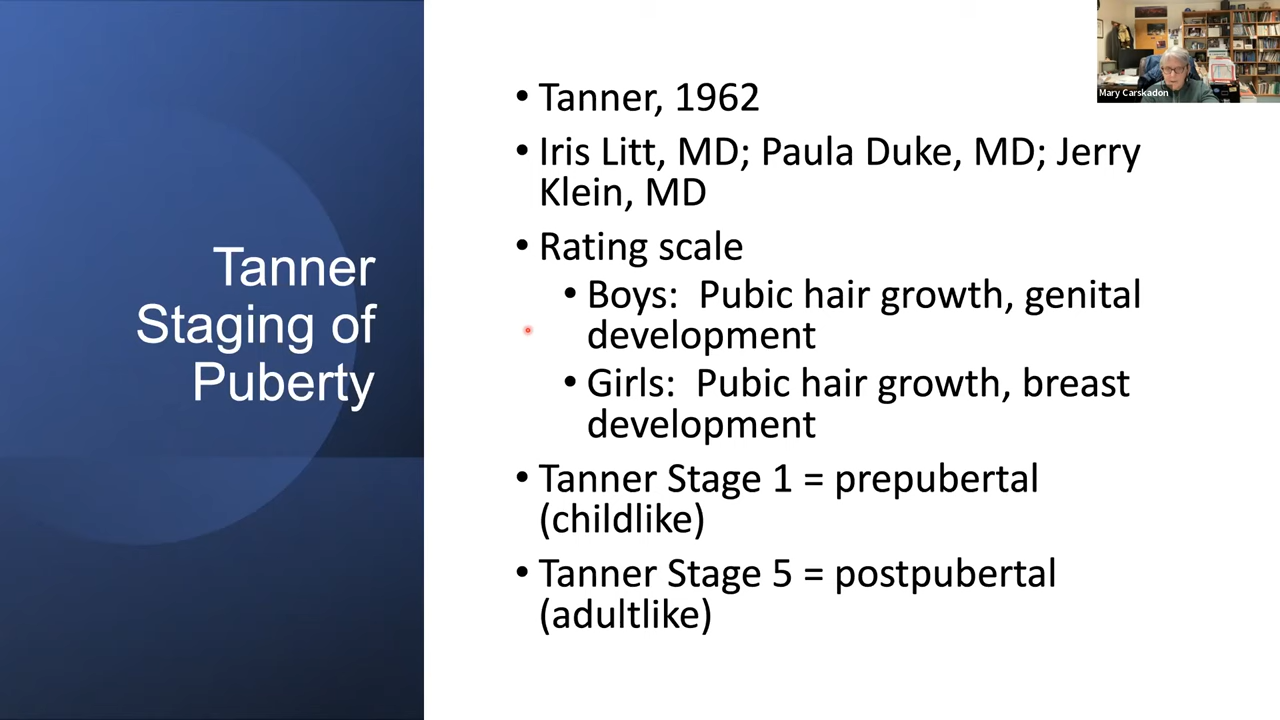 Tanner
Staging of
Puberty
• Tanner, 1962
• Iris Litt, MD; Paula Duke, MD; Jerry
Klein, MD
• Rating scale
• Boys:  Pubic hair growth, genital
development
• Girls:  Pubic hair growth, breast
development
• Tanner Stage 1 = prepubertal
(childlike)
• Tanner Stage 5 = postpubertal
(adultlike)
Mary Carskadon